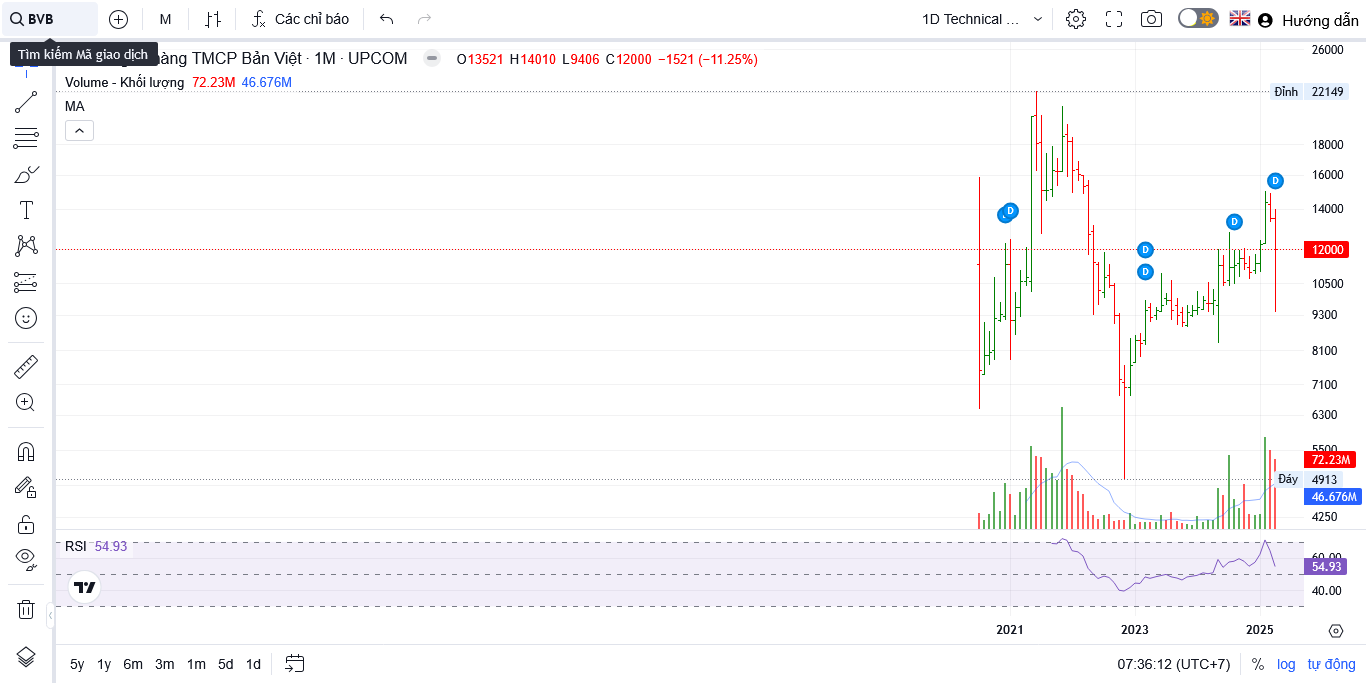 BVB
M
Các chỉ báo
1D Technical ...
Hướng dẫn
Tìm kiếm Mã giao dịch
hàng TMCP Bản Việt · 1M · UPCOM
O13521 H14010 L9406 C12000 −1521 (−11.25%)
Volume - Khối lượng 72.23M 46.676M
MA
26000
Đỉnh 22149
18000
16000
14000
12000
10500
9300
8100
7100
6300
5500
72.23M
Đáy 4913
46.676M
4250
D
D
D
D
D
RSI 54.93
60.00
54.93
40.00
2021 2023 2025
5y 1y 6m 3m 1m 5d 1d
07:36:12 (UTC+7) % log tự động